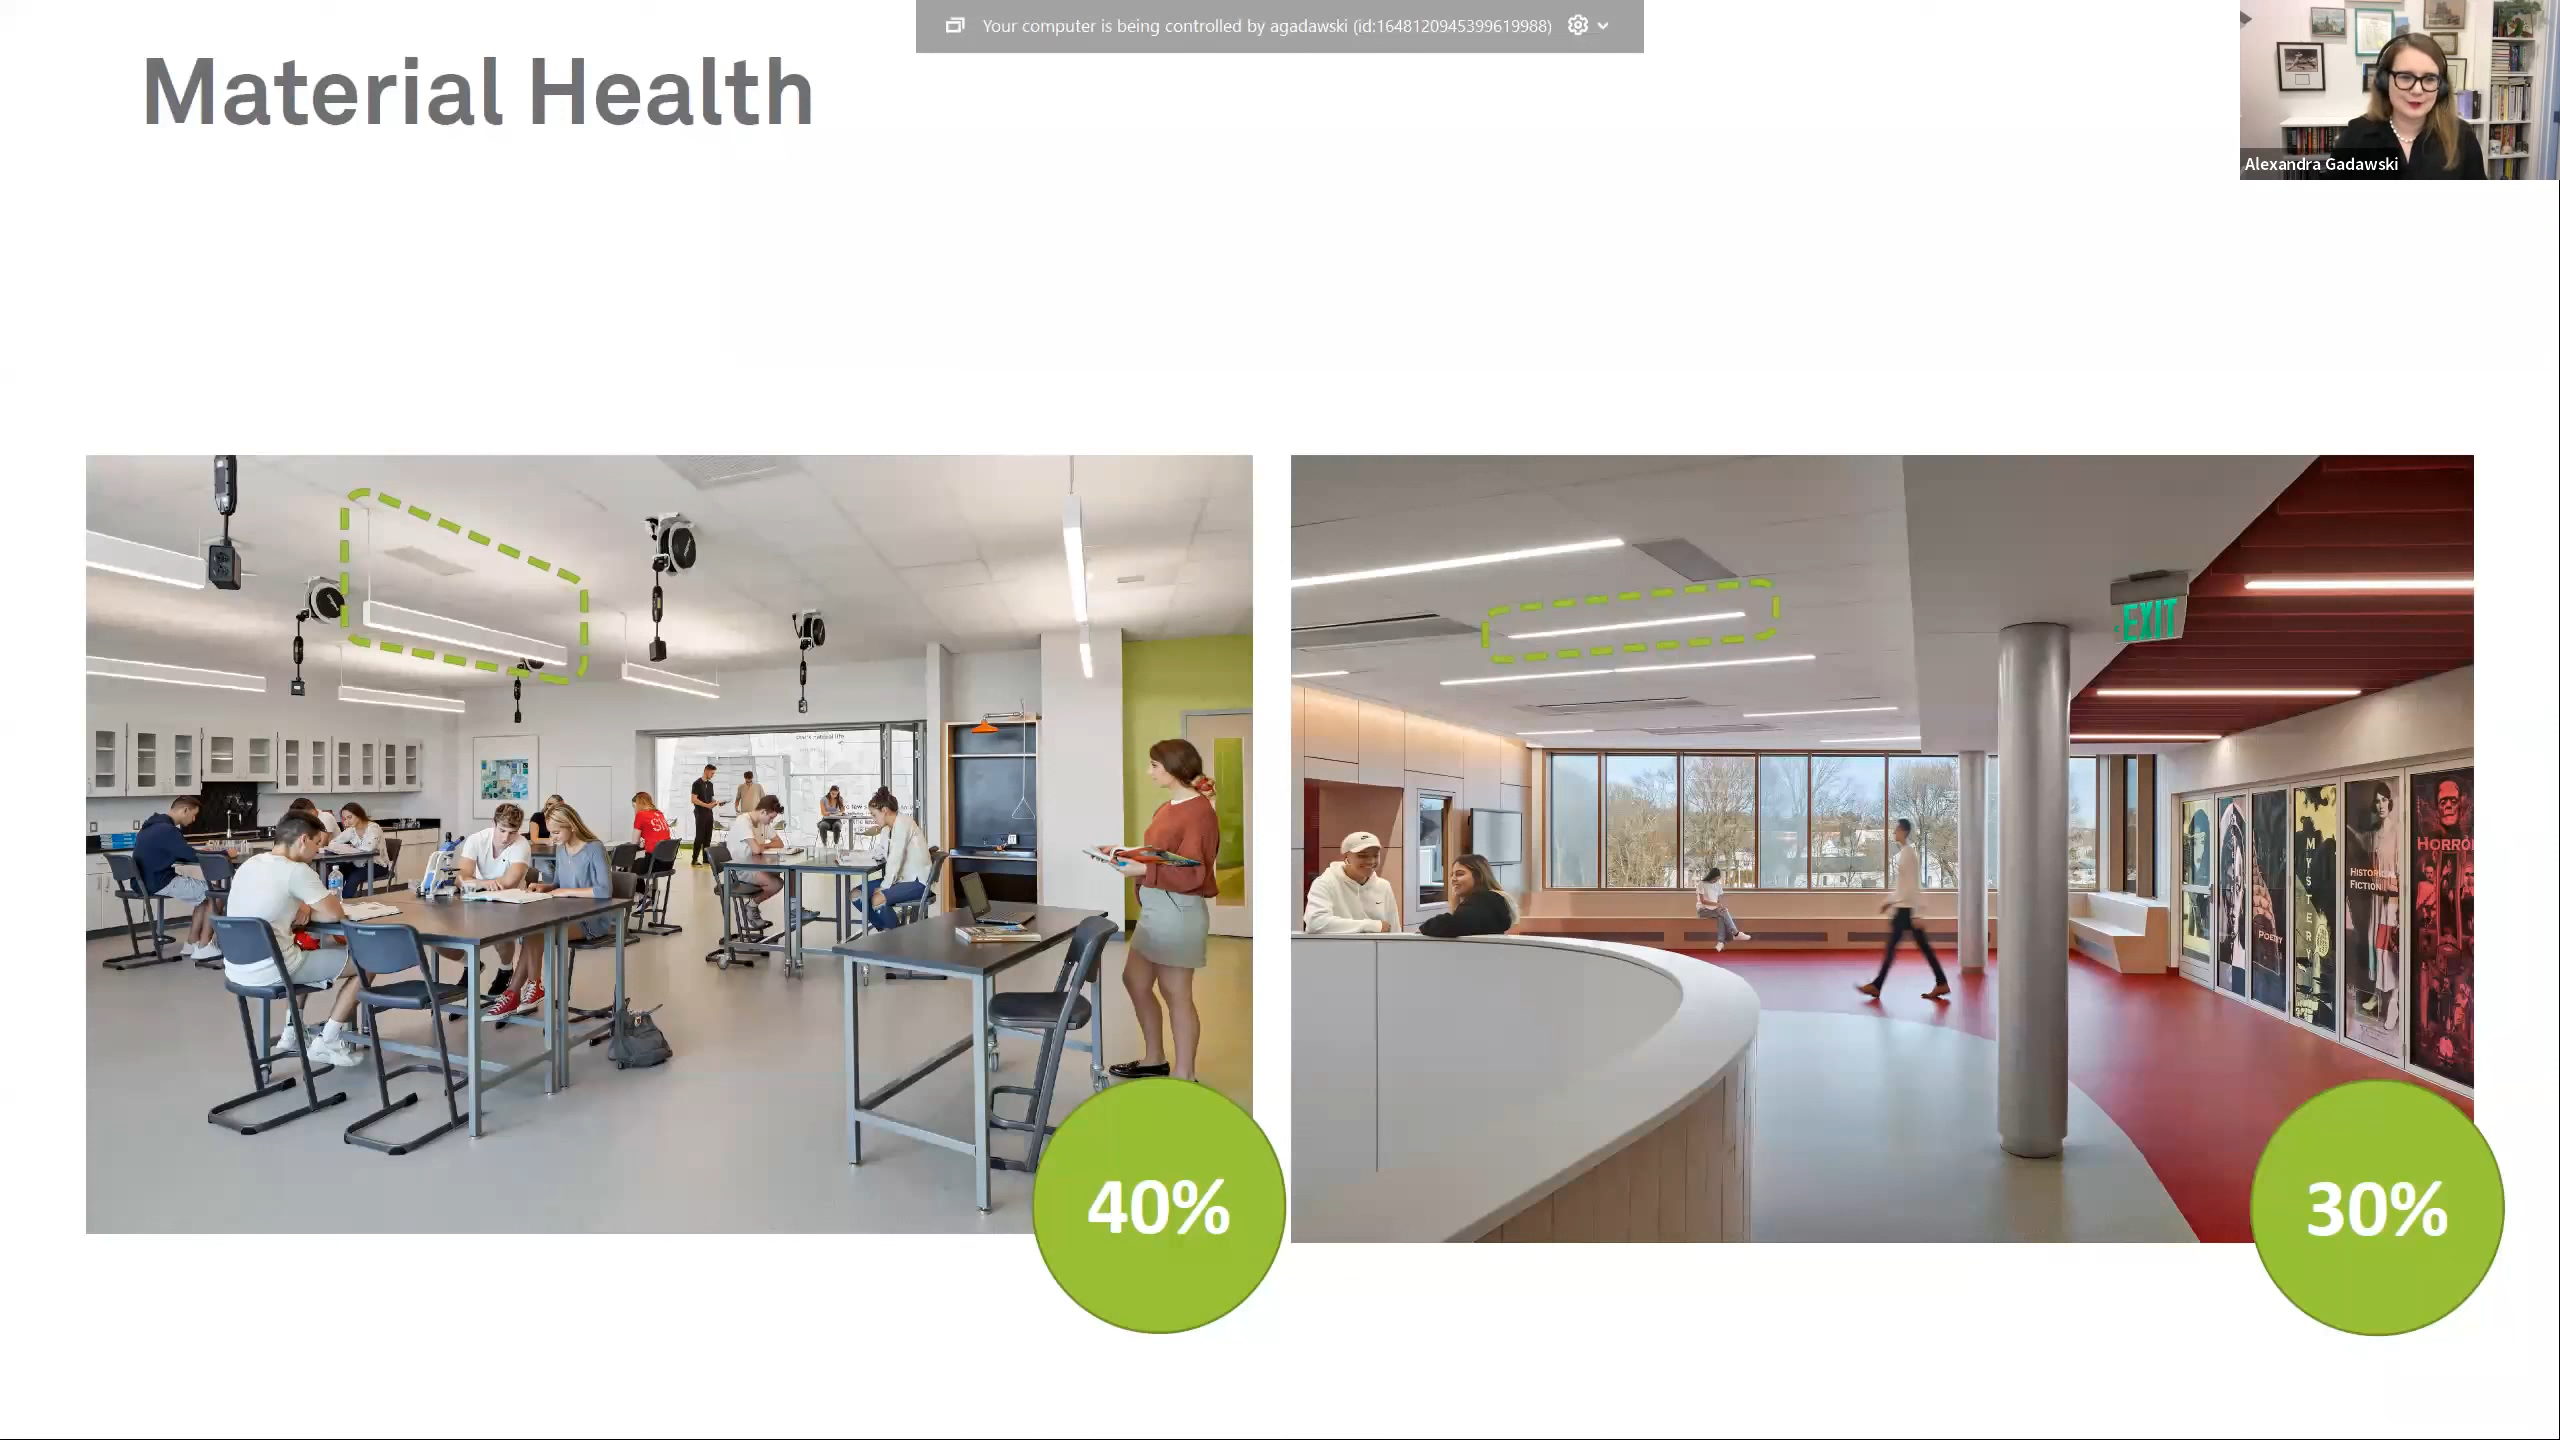 Your computer is being controlled by agadawski (id:1648120945399619988)
Material Health
Alexandra Gadawski
EXIT
MYSTERY
POETRY
HISTORICAL
FICTION
HORROR
40%
30%